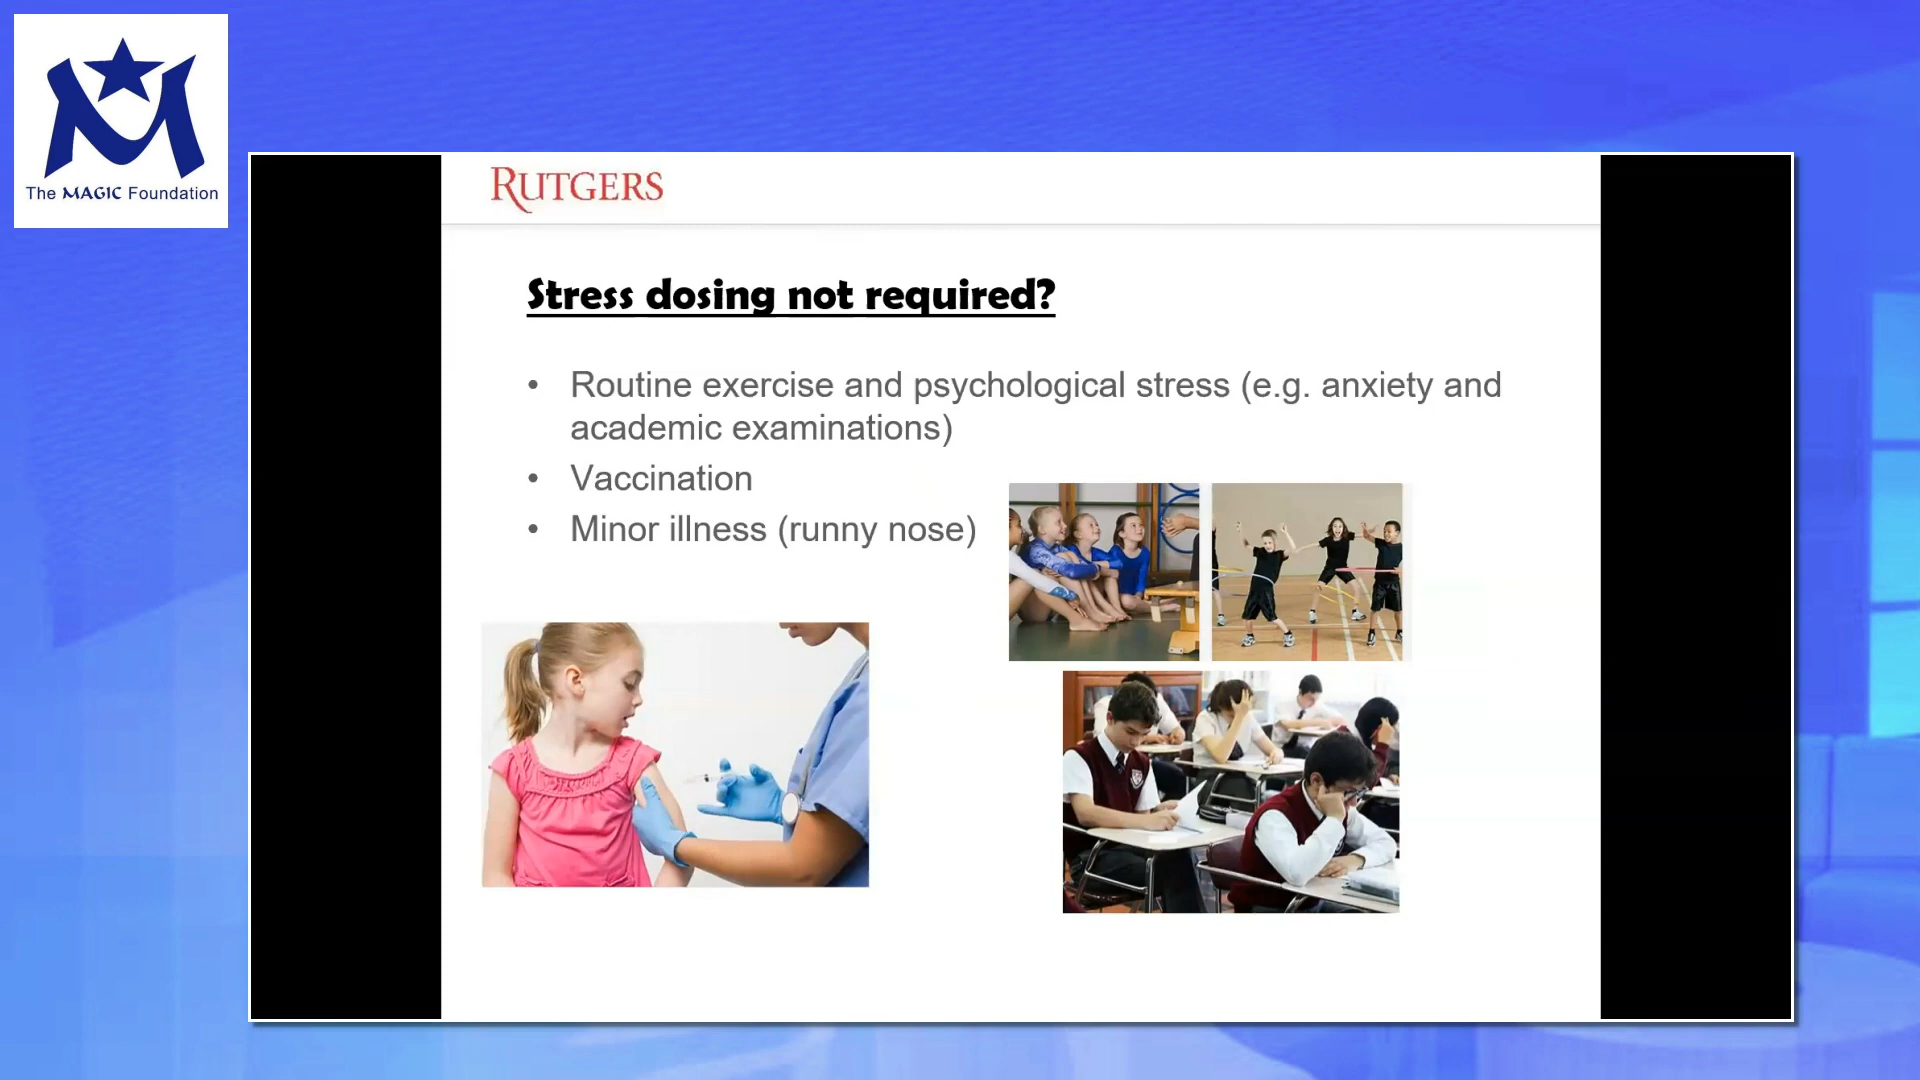 The MAGIC Foundation
RUTGERS
Stress dosing not required?
• Routine exercise and psychological stress (e.g. anxiety and
academic examinations)
• Vaccination
• Minor illness (runny nose)